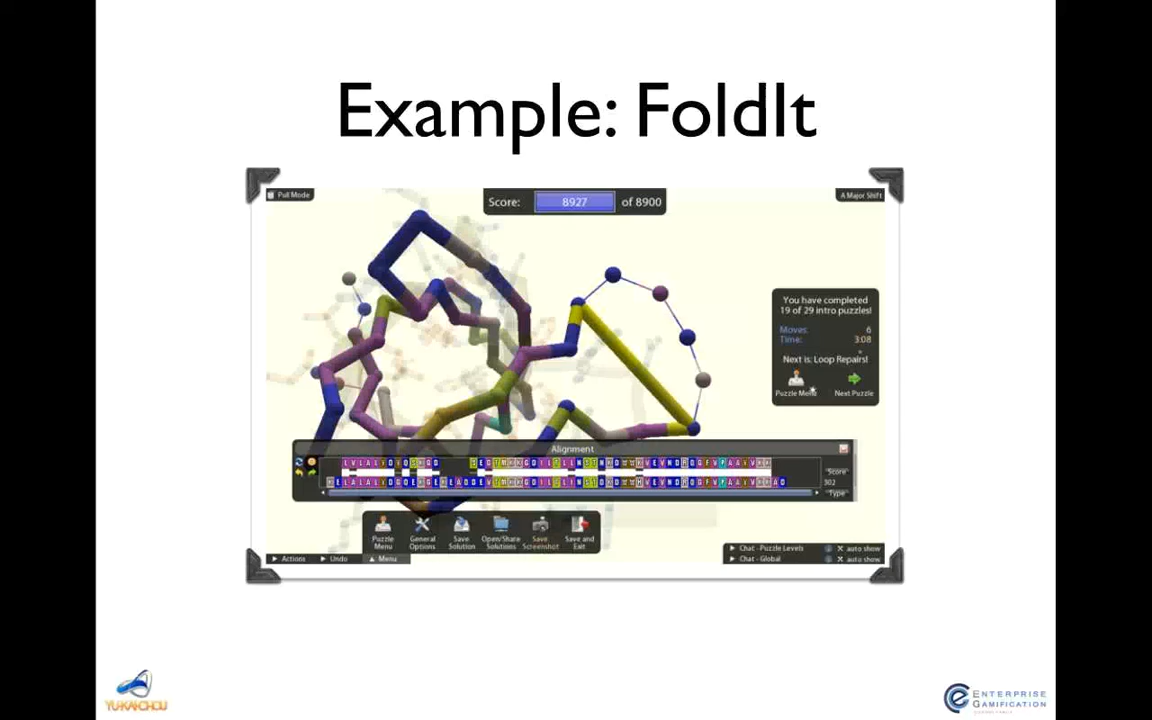 Example: FoldIt
Pull Mode
Score: 8927 of 8900
A Major Shift
You have completed
19 of 29 intro puzzles!
Moves: 6
Time: 3:08
Next is: Loop Repairs!
Puzzle Menu
Next Puzzle
Alignment
Score
302
Type
Puzzle Menu
General Options
Save Solution
Open/Share Solutions
Save Screenshot
Save and Exit
Actions
Undo
Menu
Chat - Puzzle Levels
auto show
Chat - Global
auto show
YU-KAI CHOU
ENTERPRISE
GAMIFICATION